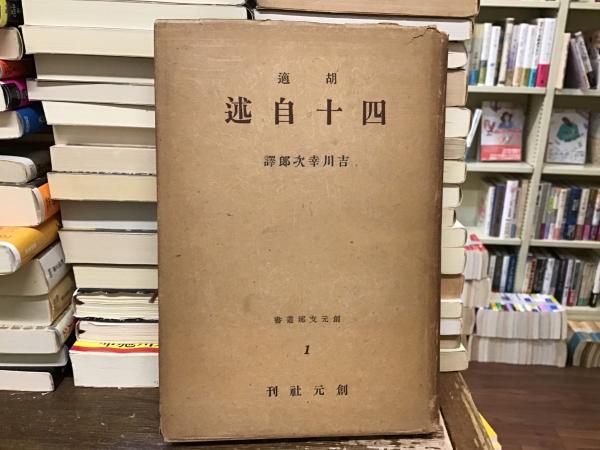 胡適
四十自述
吉川幸次郎譯
創元支那叢書
1
創元社刊